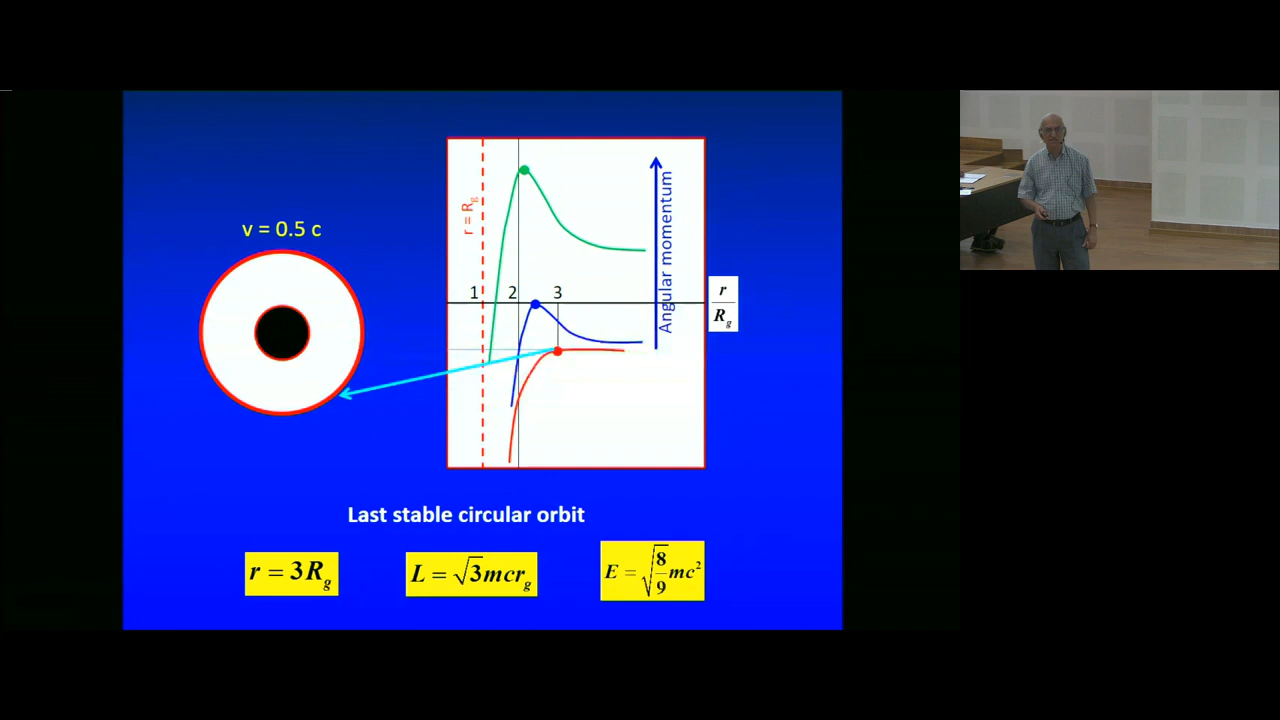 v = 0.5 c
r = R_g
1 2 3
Angular momentum
r/R_g
Last stable circular orbit
r = 3R_g
L = √3mcr_g
E = √(8/9)mc²